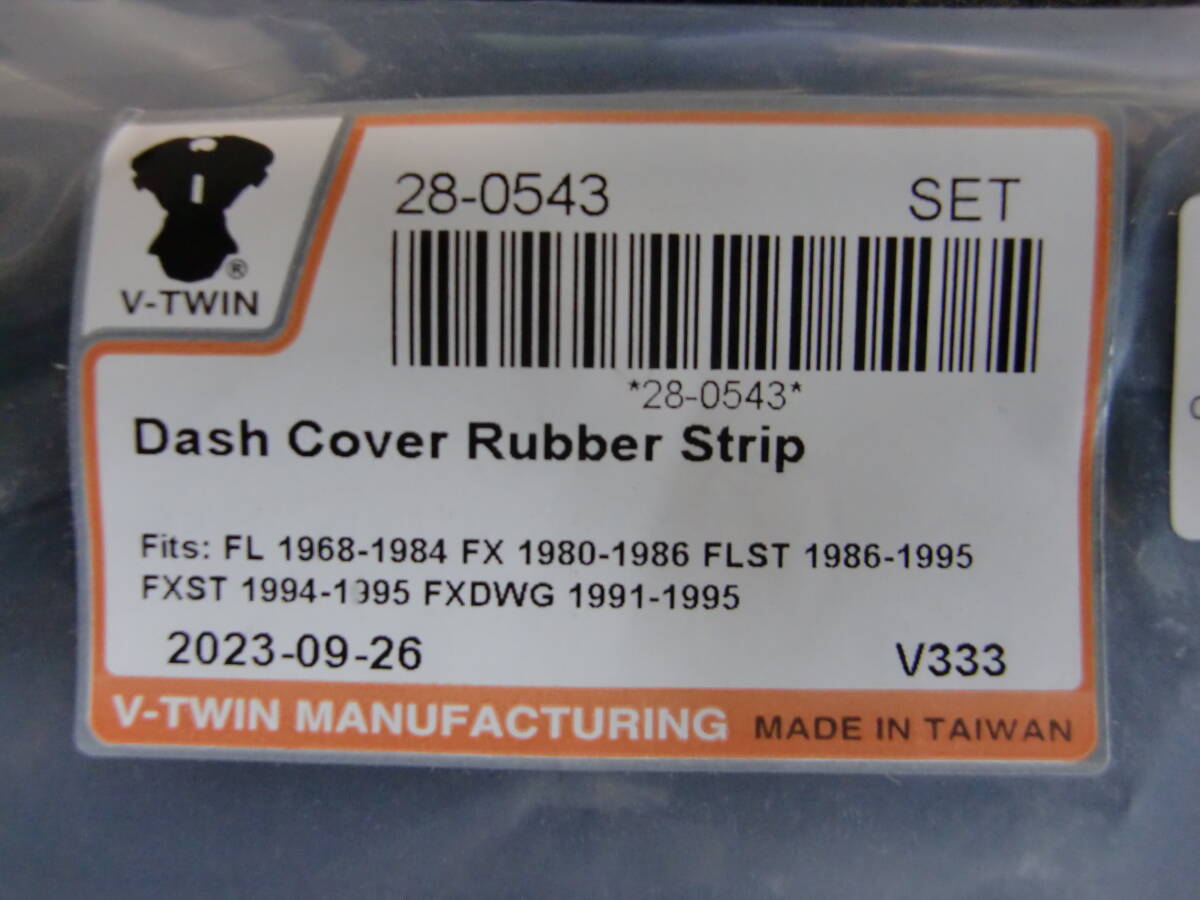 28-0543 SET
® 
V-TWIN
*28-0543*
Dash Cover Rubber Strip
Fits: FL 1968-1984 FX 1980-1986 FLST 1986-1995
FXST 1994-1995 FXDWG 1991-1995
2023-09-26 V333
V-TWIN MANUFACTURING MADE IN TAIWAN